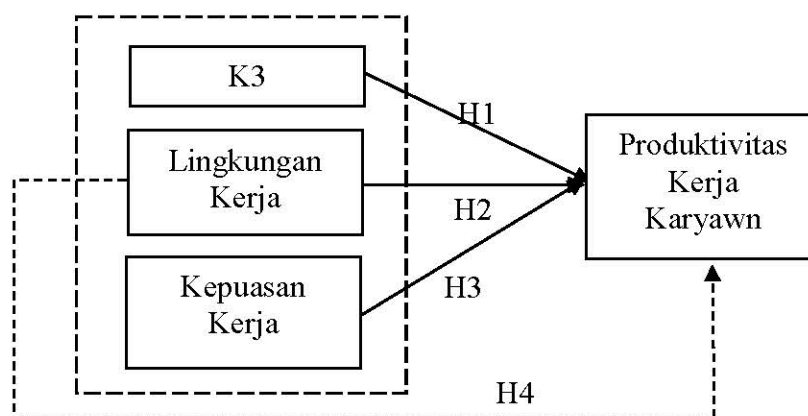 K3
H1
Lingkungan
Kerja
H2
Produktivitas
Kerja
Karyawn
Kepuasan
Kerja
H3
H4